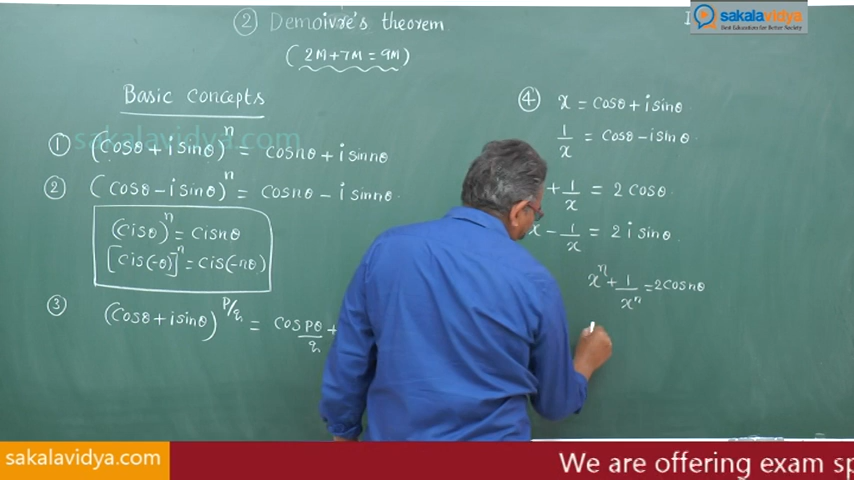 ② Demoivre's theorem
(2M+7M=9M)
sakalavidya
Best Education for Better Society
Basic Concepts
① (Cosθ + i sinθ)^n = cosnθ + i sinnθ
sakalavidya.com
② (Cosθ - i sinθ)^n = cosnθ - i sinnθ.
(cisθ)^n = cisnθ
[cis(-θ)]^n = cis(-nθ)
③ (Cosθ + i sinθ)^p/q = cos pθ/q +
④ x = cosθ + i sinθ
1/x = cosθ - i sinθ
+ 1/x = 2 cosθ.
x - 1/x = 2 i sinθ.
x^n + 1/x^n = 2cosnθ
sakalavidya.com
We are offering exam sp